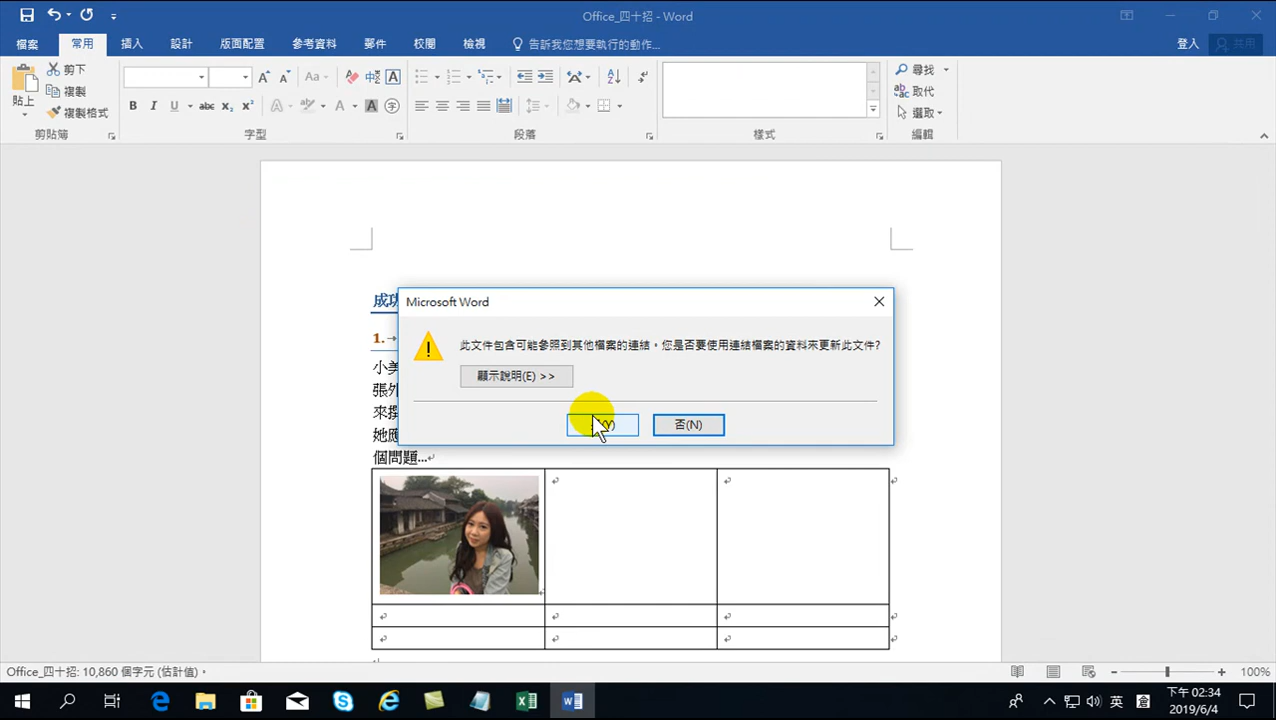 Office_四十招 - Word
檔案 常用 插入 設計 版面配置 參考資料 郵件 校閱 檢視 告訴我您想要執行的動作... 登入 共用
貼上 剪下 複製 複製格式
Aa A
B I U abc x₂ x² A A A 字
尋找 取代 選取
剪貼簿 字型 段落 樣式 編輯
成功
1.→
小美
張外
來撰
她應
個問題...
Microsoft Word
此文件包含可能參照到其他檔案的連結，您是否要使用連結檔案的資料來更新此文件?
顯示說明(E) >>
否(N)
Office_四十招: 10,860 個字元 (估計值)。
100%
英 倉 下午 02:34
2019/6/4